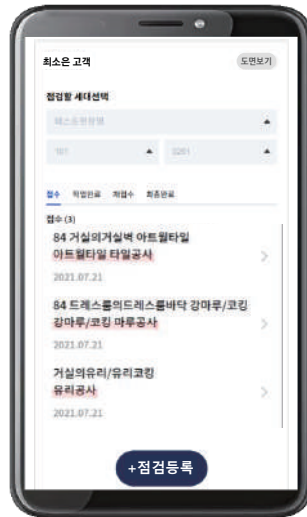 최소은 고객
도면보기
점검할 세대선택
101
3201
접수 작업완료 재접수 최종완료
접수 (3)
84 거실의거실벽 아트월타일
아트월타일 타일공사
2021.07.21
84 드레스룸의드레스룸바닥 강마루/코킹
강마루/코킹 마루공사
2021.07.21
거실의유리/유리코킹
유리공사
2021.07.21
+점검등록